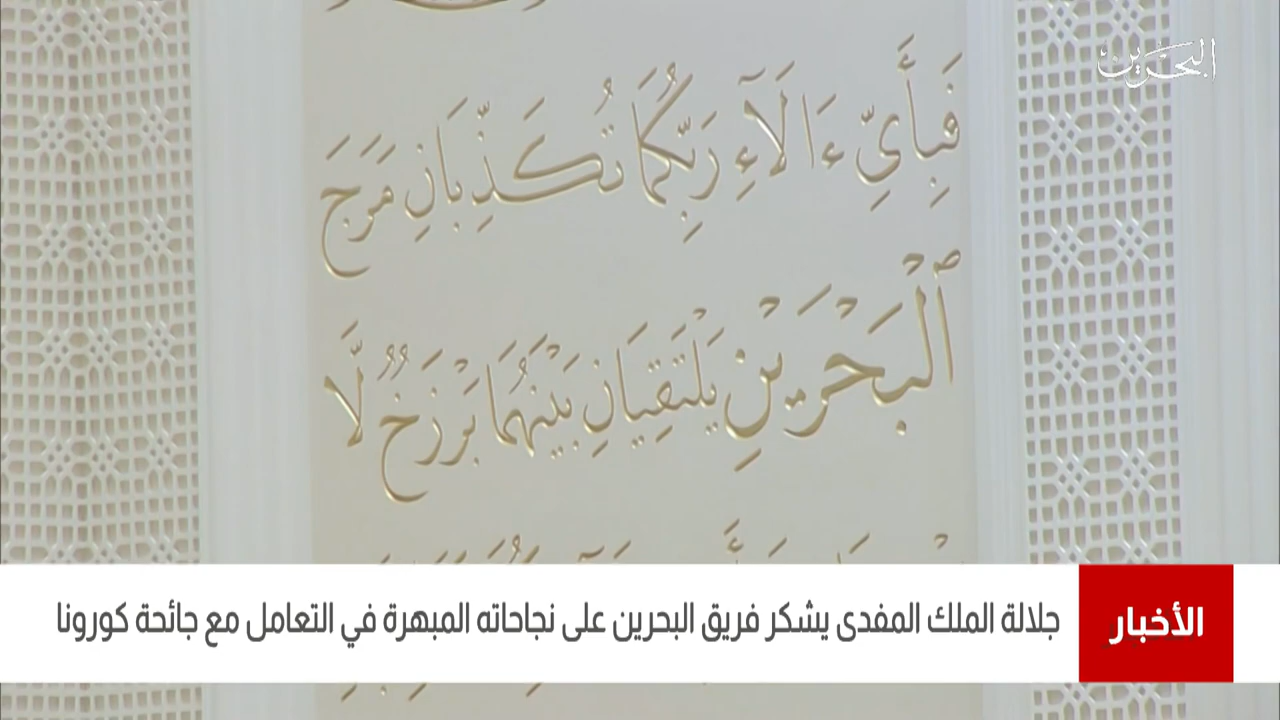 البحرين
فَبِأَيِّ ءَالَآءِ رَبِّكُمَا تُكَذِّبَانِ مَرَجَ
ٱلْبَحْرَيْنِ يَلْتَقِيَانِ بَيْنَهُمَا بَرْزَخٌ لَّا
الأخبار
جلالة الملك المفدى يشكر فريق البحرين على نجاحاته المبهرة في التعامل مع جائحة كورونا